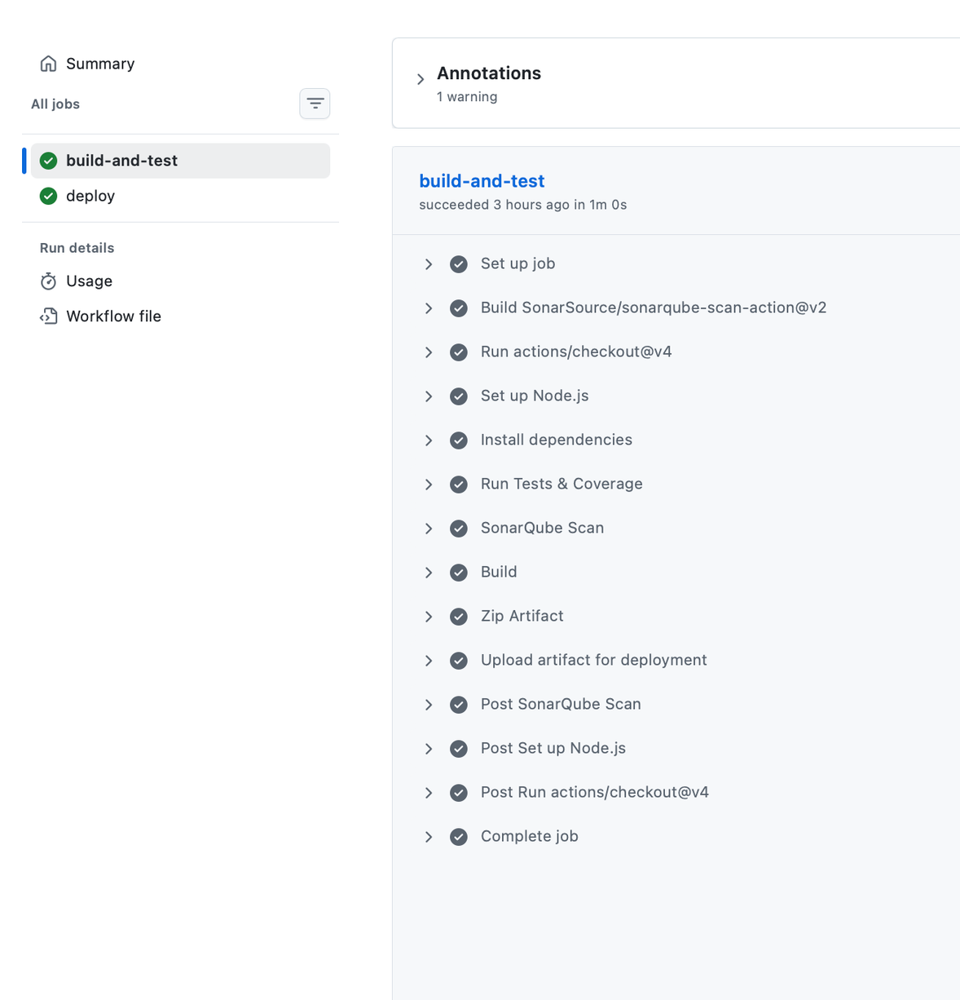 Summary
All jobs
build-and-test
deploy
Run details
Usage
Workflow file
Annotations
1 warning
build-and-test
succeeded 3 hours ago in 1m 0s
Set up job
Build SonarSource/sonarqube-scan-action@v2
Run actions/checkout@v4
Set up Node.js
Install dependencies
Run Tests & Coverage
SonarQube Scan
Build
Zip Artifact
Upload artifact for deployment
Post SonarQube Scan
Post Set up Node.js
Post Run actions/checkout@v4
Complete job